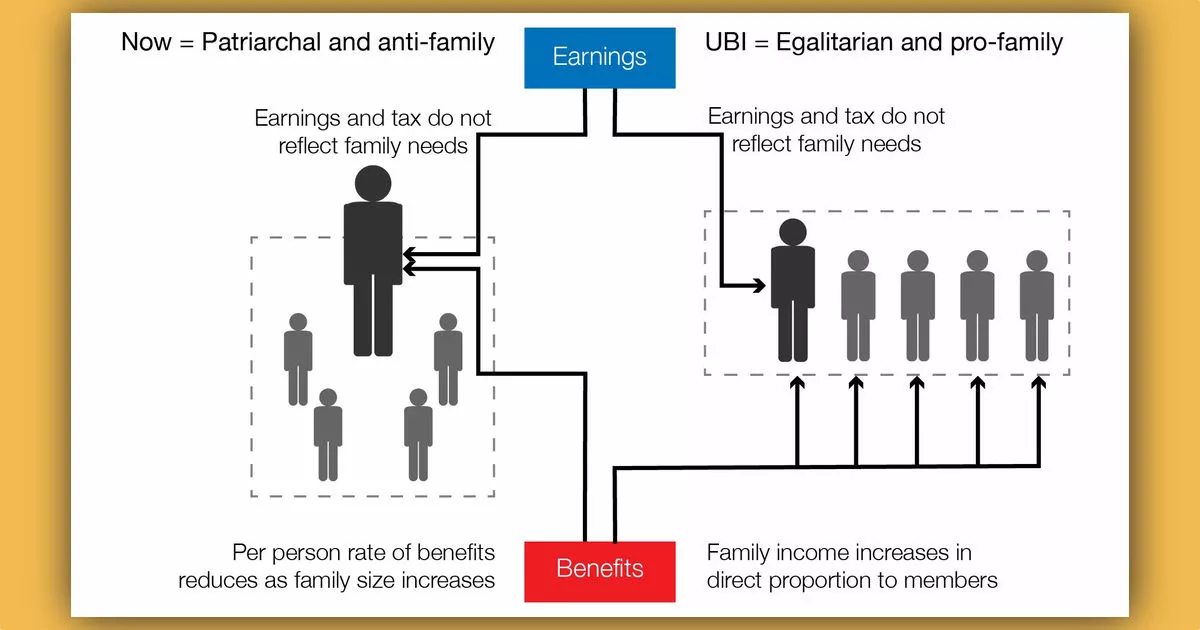 Now = Patriarchal and anti-family
Earnings
UBI = Egalitarian and pro-family
Earnings and tax do not
reflect family needs
Earnings and tax do not
reflect family needs
Per person rate of benefits
reduces as family size increases
Benefits
Family income increases in
direct proportion to members